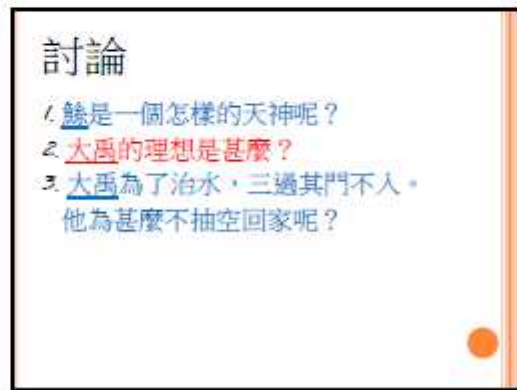 討論
1. 鯀是一個怎樣的天神呢？
2. 大禹的理想是甚麼？
3. 大禹為了治水，三過其門不入。
他為甚麼不抽空回家呢？